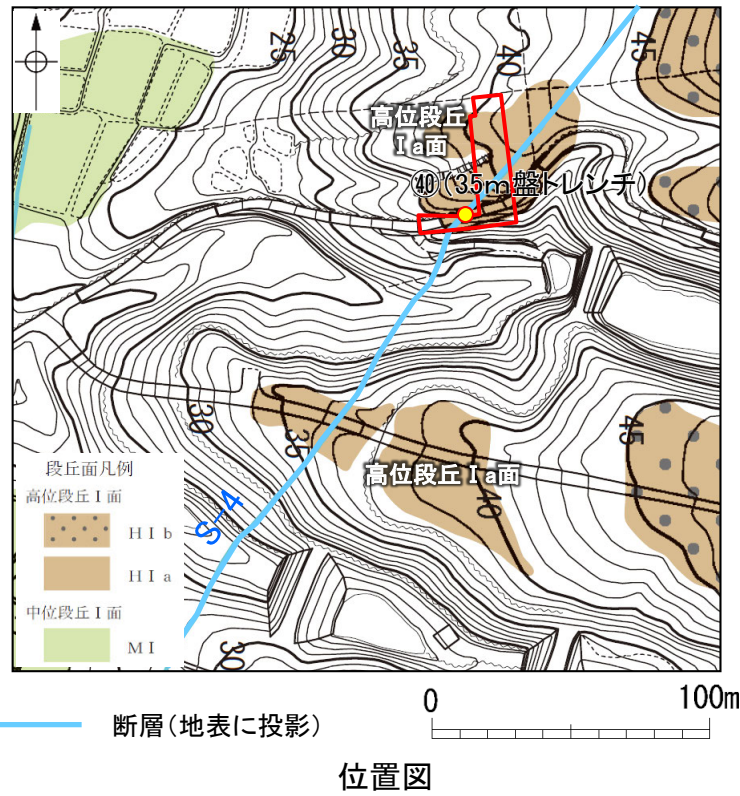 25
30
35
40
45
高位段丘
Ⅰa面
㊵(35m盤トレンチ)
30
35
高位段丘Ⅰa面
40
45
S-4
30
段丘面凡例
高位段丘Ⅰ面
HⅠb
HⅠa
中位段丘Ⅰ面
MⅠ
断層(地表に投影)
0
100m
位置図